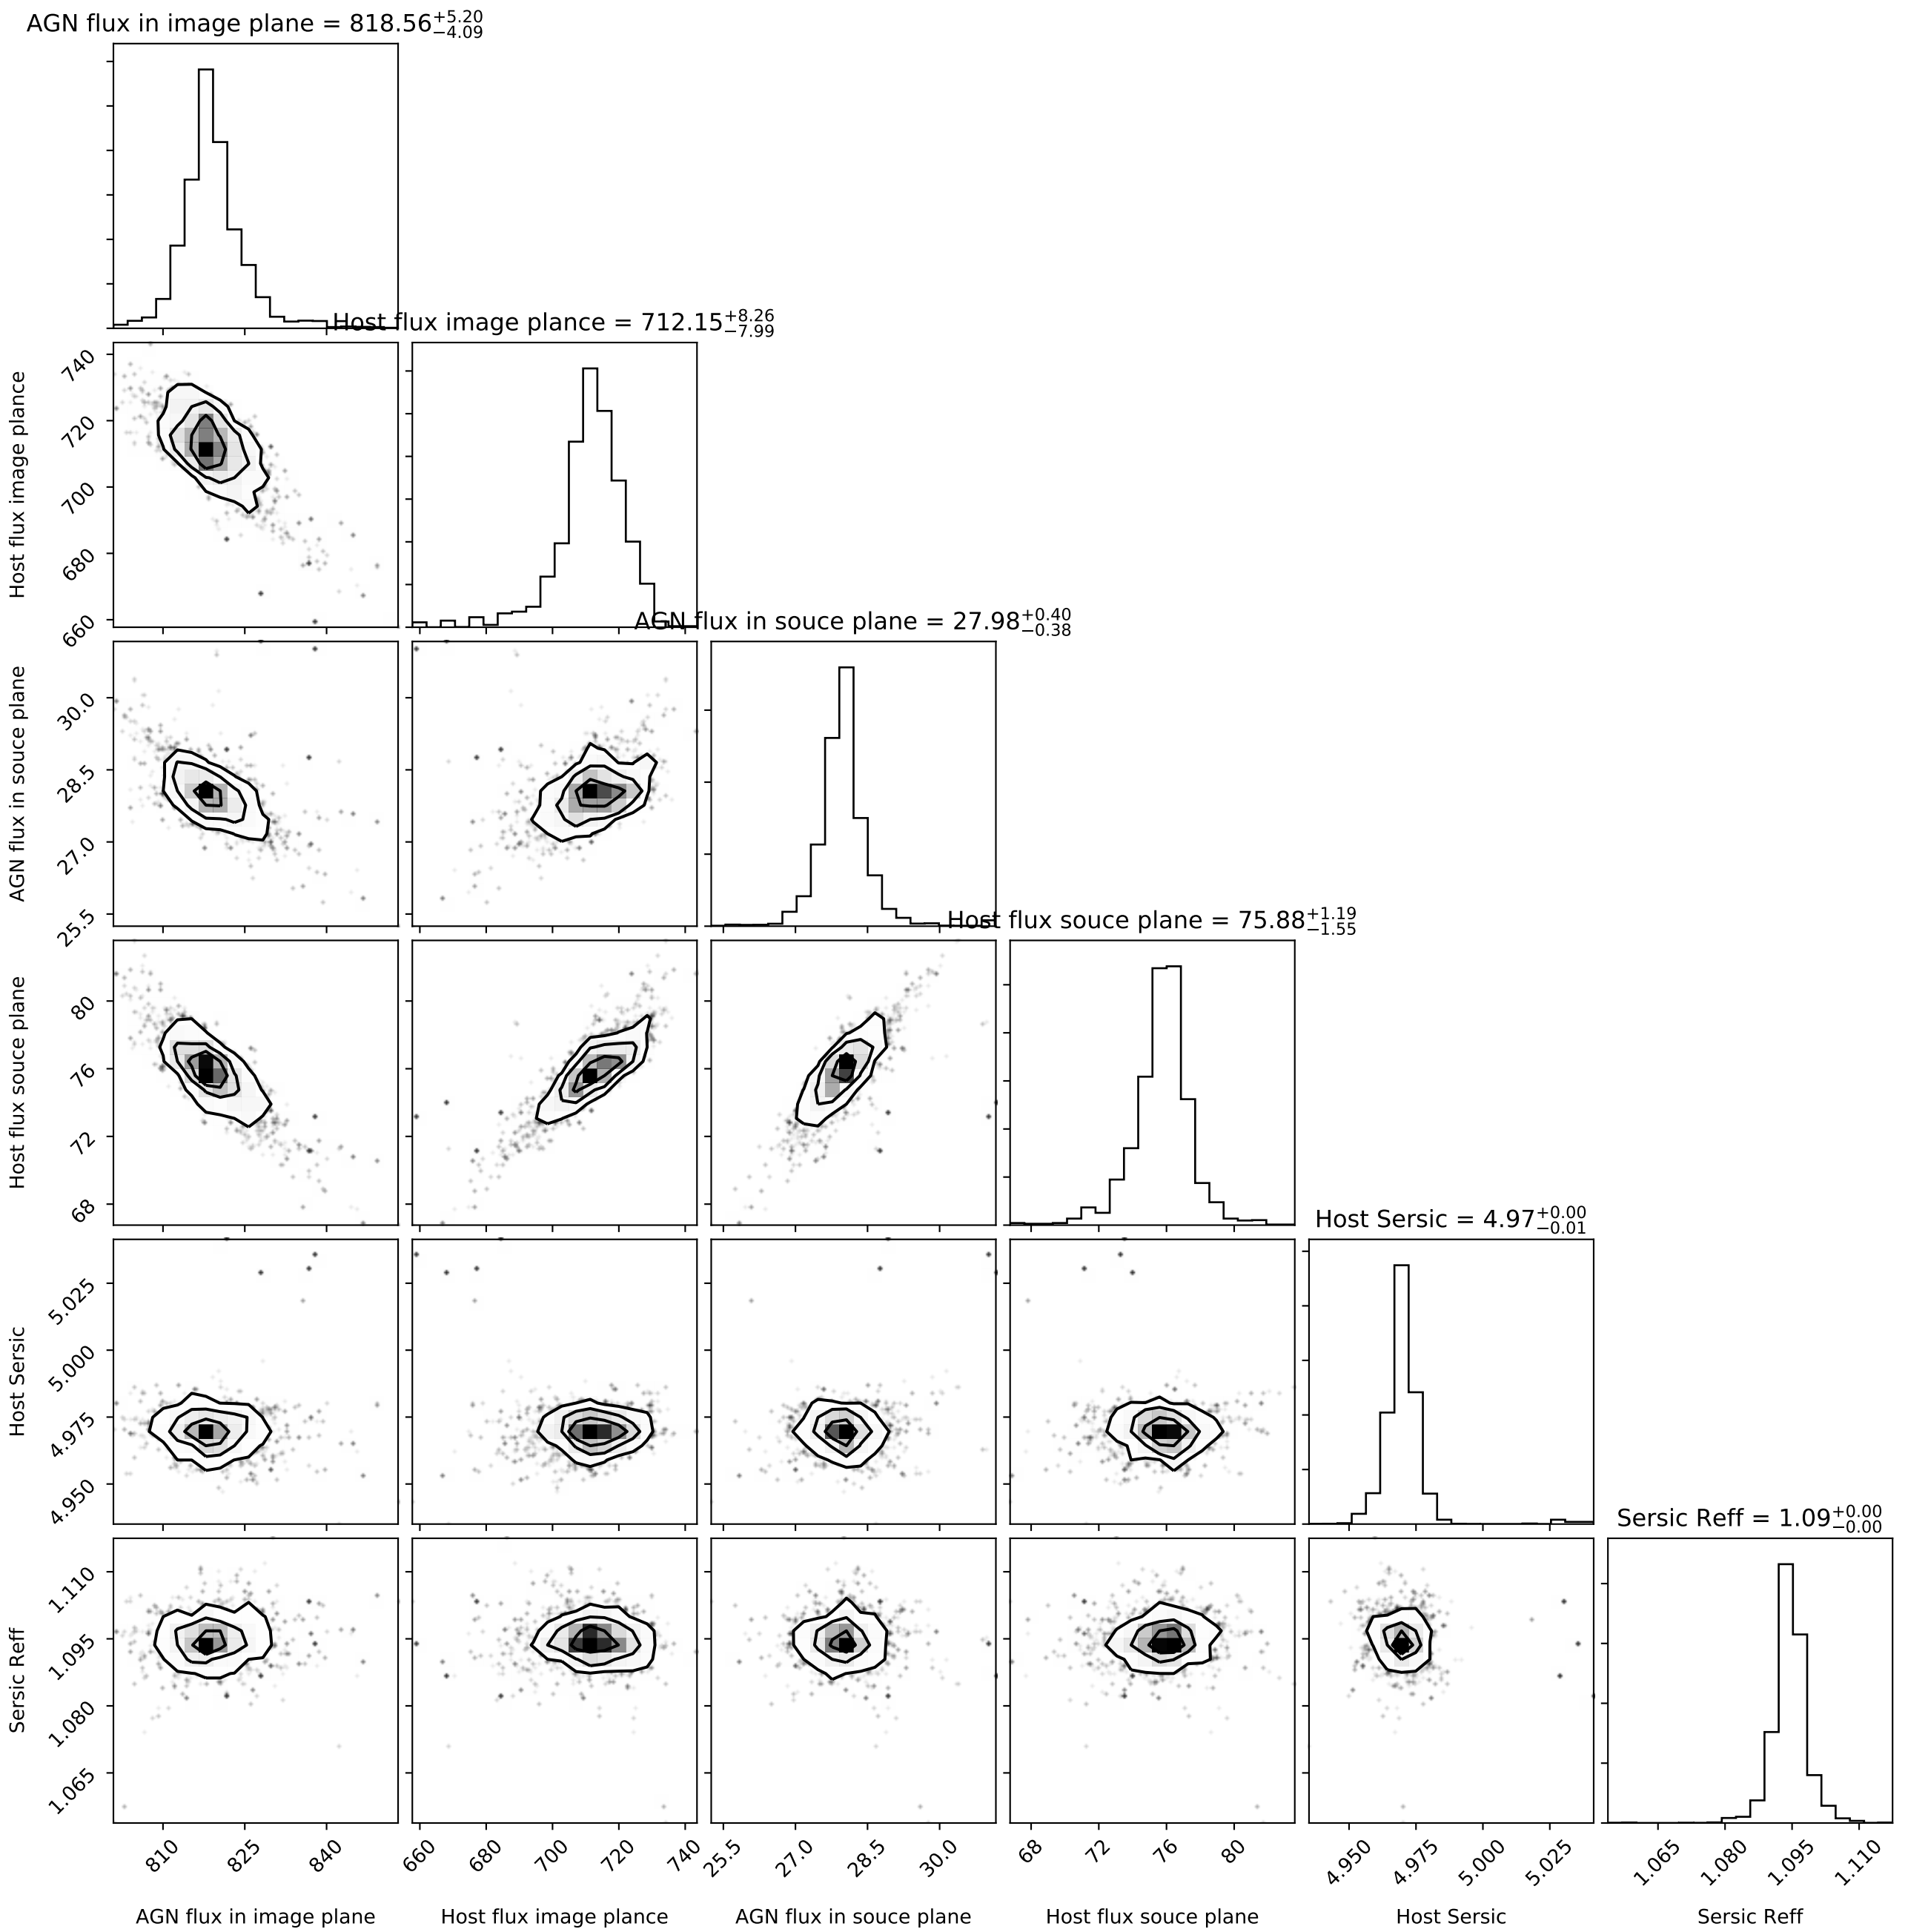 AGN flux in image plane = 818.56+5.20−4.09
Host flux image plance = 712.15+8.26−7.99
740
720
700
680
660
Host flux image plance
AGN flux in souce plane = 27.98+0.40−0.38
30.0
28.5
27.0
25.5
AGN flux in souce plane
Host flux souce plane = 75.88+1.19−1.55
80
76
72
68
Host flux souce plane
Host Sersic = 4.97+0.00−0.01
5.025
5.000
4.975
4.950
Host Sersic
Sersic Reff = 1.09+0.00−0.00
1.110
1.095
1.080
1.065
Sersic Reff
810 825 840 660 680 700 720 740 25.5 27.0 28.5 30.0 68 72 76 80 4.950 4.975 5.000 5.025 1.065 1.080 1.095 1.110
AGN flux in image plane Host flux image plance AGN flux in souce plane Host flux souce plane Host Sersic Sersic Reff